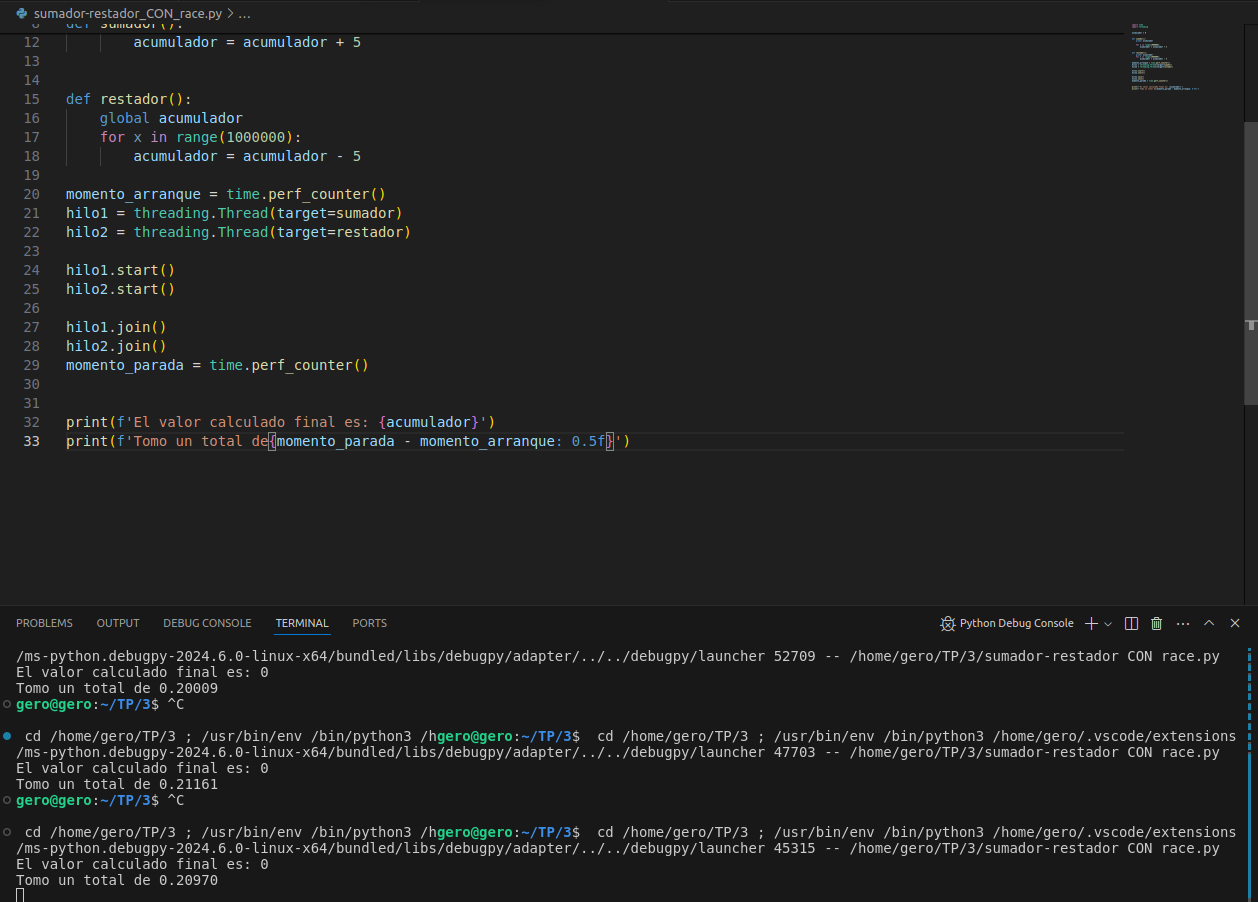 sumador-restador_CON_race.py > ...
6 def sumador():
12 acumulador = acumulador + 5
13
14
15 def restador():
16 global acumulador
17 for x in range(1000000):
18 acumulador = acumulador - 5
19
20 momento_arranque = time.perf_counter()
21 hilo1 = threading.Thread(target=sumador)
22 hilo2 = threading.Thread(target=restador)
23
24 hilo1.start()
25 hilo2.start()
26
27 hilo1.join()
28 hilo2.join()
29 momento_parada = time.perf_counter()
30
31
32 print(f'El valor calculado final es: {acumulador}')
33 print(f'Tomo un total de{momento_parada - momento_arranque: 0.5f}')
PROBLEMS OUTPUT DEBUG CONSOLE TERMINAL PORTS Python Debug Console
/ms-python.debugpy-2024.6.0-linux-x64/bundled/libs/debugpy/adapter/../../debugpy/launcher 52709 -- /home/gero/TP/3/sumador-restador CON race.py
El valor calculado final es: 0
Tomo un total de 0.20009
gero@gero:~/TP/3$ ^C
cd /home/gero/TP/3 ; /usr/bin/env /bin/python3 /hgero@gero:~/TP/3$  cd /home/gero/TP/3 ; /usr/bin/env /bin/python3 /home/gero/.vscode/extensions
/ms-python.debugpy-2024.6.0-linux-x64/bundled/libs/debugpy/adapter/../../debugpy/launcher 47703 -- /home/gero/TP/3/sumador-restador CON race.py
El valor calculado final es: 0
Tomo un total de 0.21161
gero@gero:~/TP/3$ ^C
cd /home/gero/TP/3 ; /usr/bin/env /bin/python3 /hgero@gero:~/TP/3$  cd /home/gero/TP/3 ; /usr/bin/env /bin/python3 /home/gero/.vscode/extensions
/ms-python.debugpy-2024.6.0-linux-x64/bundled/libs/debugpy/adapter/../../debugpy/launcher 45315 -- /home/gero/TP/3/sumador-restador CON race.py
El valor calculado final es: 0
Tomo un total de 0.20970